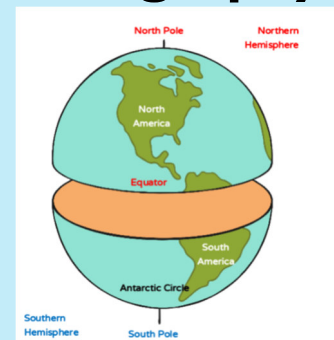 North Pole
Northern
Hemisphere
North
America
Equator
South
America
Antarctic Circle
Southern
Hemisphere
South Pole